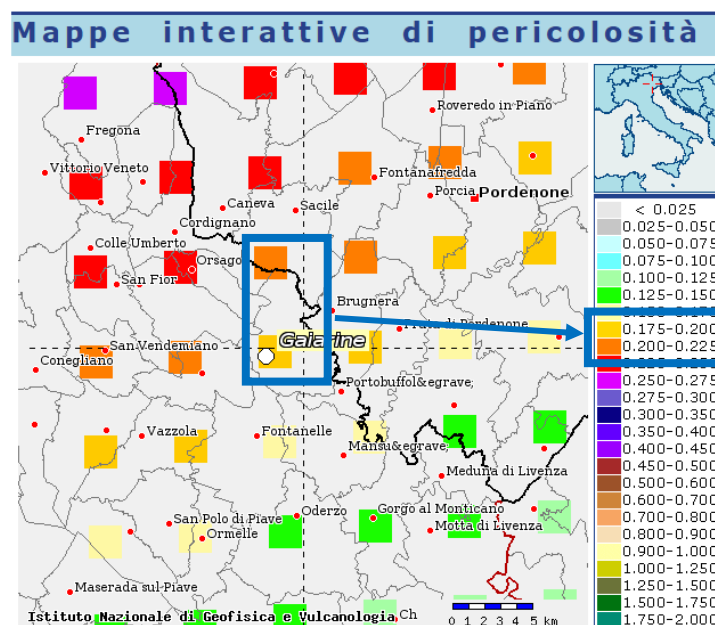 Mappe interattive di pericolosità
Roveredo in Piano
Fregona
Vittorio Veneto
Fontanafredda
Porcia
Pordenone
Caneva
Sacile
Cordignano
Colle Umberto
Orsago
San Fior
Brugnera
Prata di Pordenone
Gaiarine
San Vendemiano
Conegliano
Portobuffol&egrave;
Vazzola
Fontanelle
Mansu&egrave;
Meduna di Livenza
San Polo di Piave
Oderzo
Gorgo al Monticano
Ormelle
Motta di Livenza
Maserada sul Piave
Istituto Nazionale di Geofisica e Vulcanologia
Ch
0 1 2 3 4 5 km
< 0.025
0.025-0.050
0.050-0.075
0.075-0.100
0.100-0.125
0.125-0.150
0.175-0.200
0.200-0.225
0.250-0.275
0.275-0.300
0.300-0.350
0.350-0.400
0.400-0.450
0.450-0.500
0.500-0.600
0.600-0.700
0.700-0.800
0.800-0.900
0.900-1.000
1.000-1.250
1.250-1.500
1.500-1.750
1.750-2.000